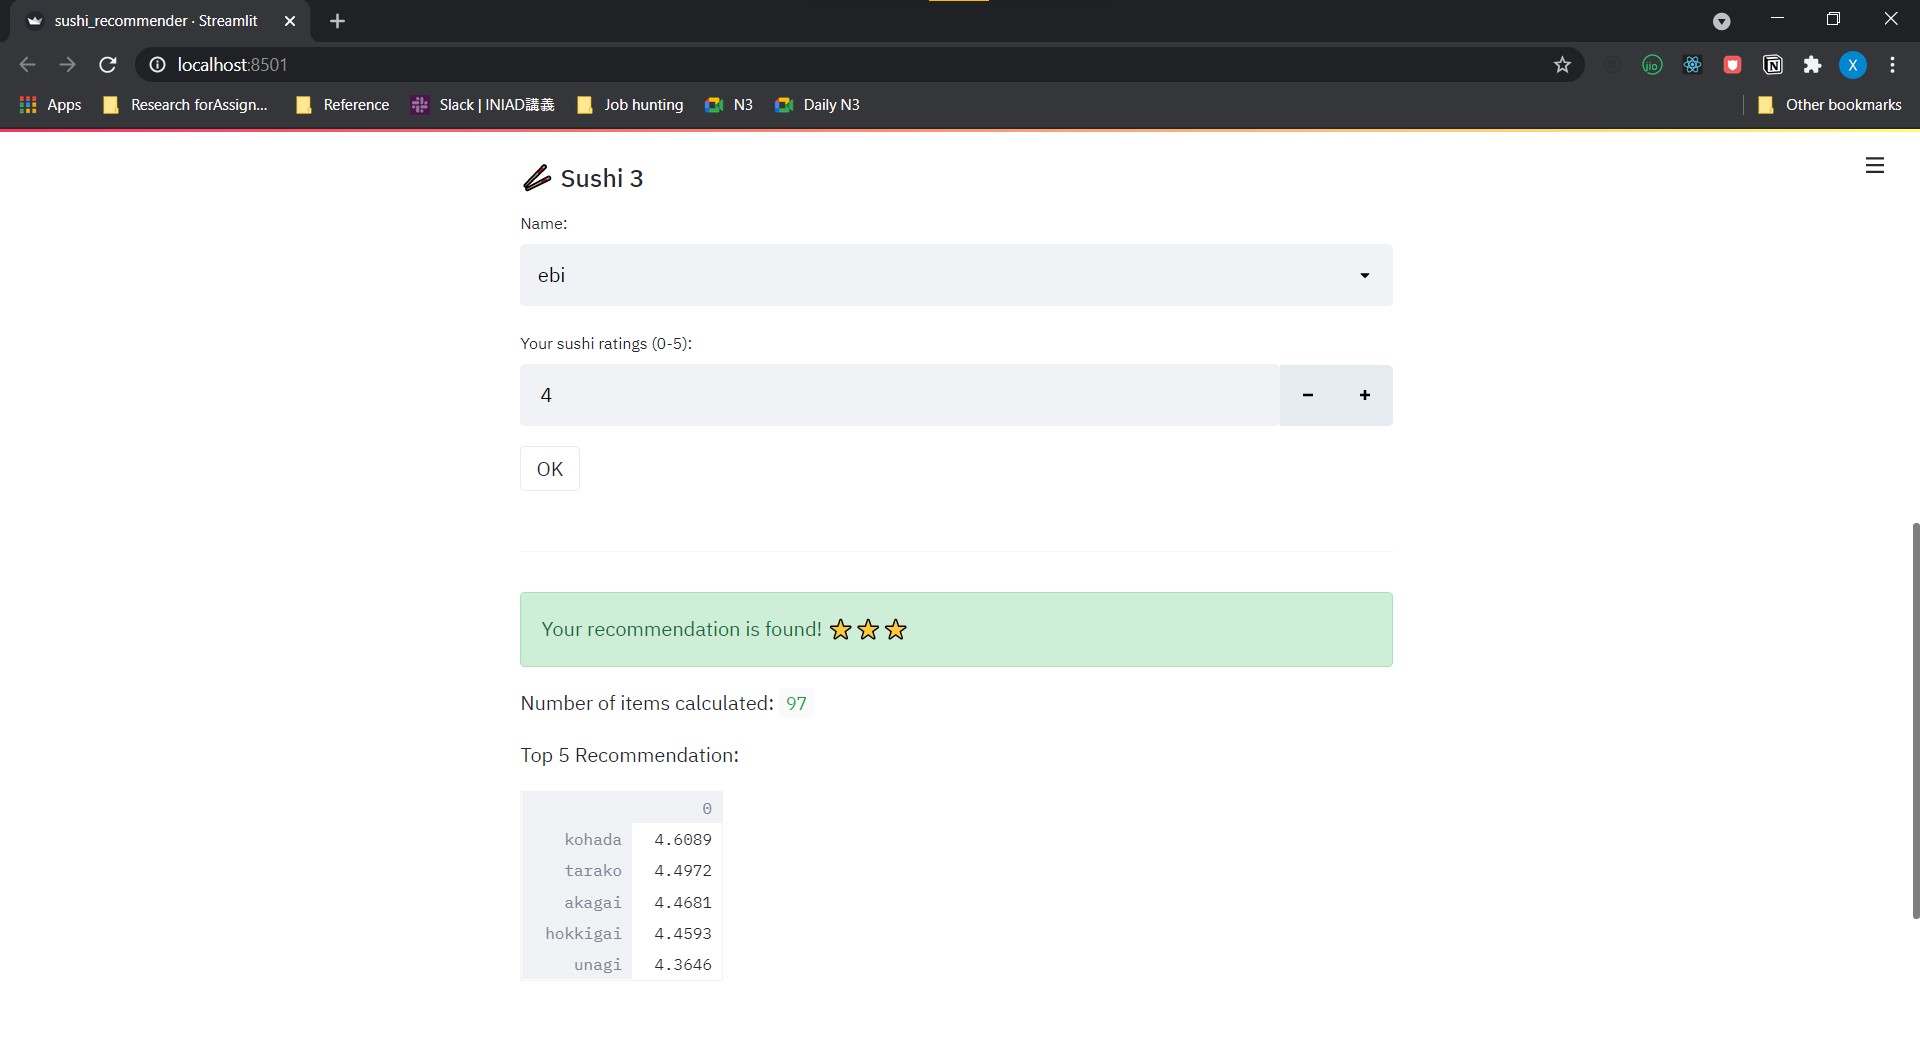 sushi_recommender · Streamlit
localhost:8501
Apps Research forAssign... Reference Slack | INIAD講義 Job hunting N3 Daily N3 Other bookmarks
jio
X
Sushi 3
Name:
ebi
Your sushi ratings (0-5):
4
OK
Your recommendation is found!
Number of items calculated: 97
Top 5 Recommendation:
0
kohada 4.6089
tarako 4.4972
akagai 4.4681
hokkigai 4.4593
unagi 4.3646